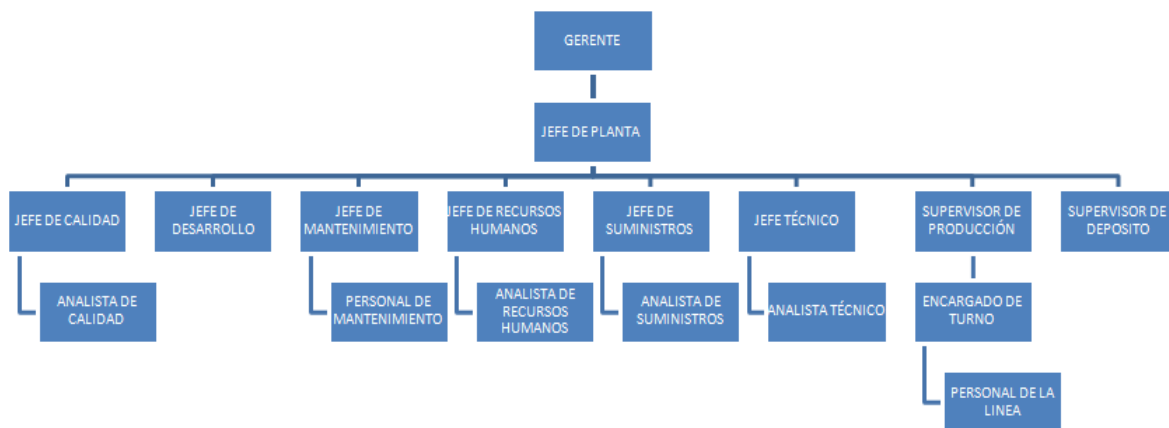 GERENTE
JEFE DE PLANTA
JEFE DE CALIDAD
JEFE DE
DESARROLLO
JEFE DE
MANTENIMIENTO
JEFE DE RECURSOS
HUMANOS
JEFE DE
SUMINISTROS
JEFE TÉCNICO
SUPERVISOR DE
PRODUCCIÓN
SUPERVISOR DE
DEPOSITO
ANALISTA DE
CALIDAD
PERSONAL DE
MANTENIMIENTO
ANALISTA DE
RECURSOS
HUMANOS
ANALISTA DE
SUMINISTROS
ANALISTA TÉCNICO
ENCARGADO DE
TURNO
PERSONAL DE LA
LINEA